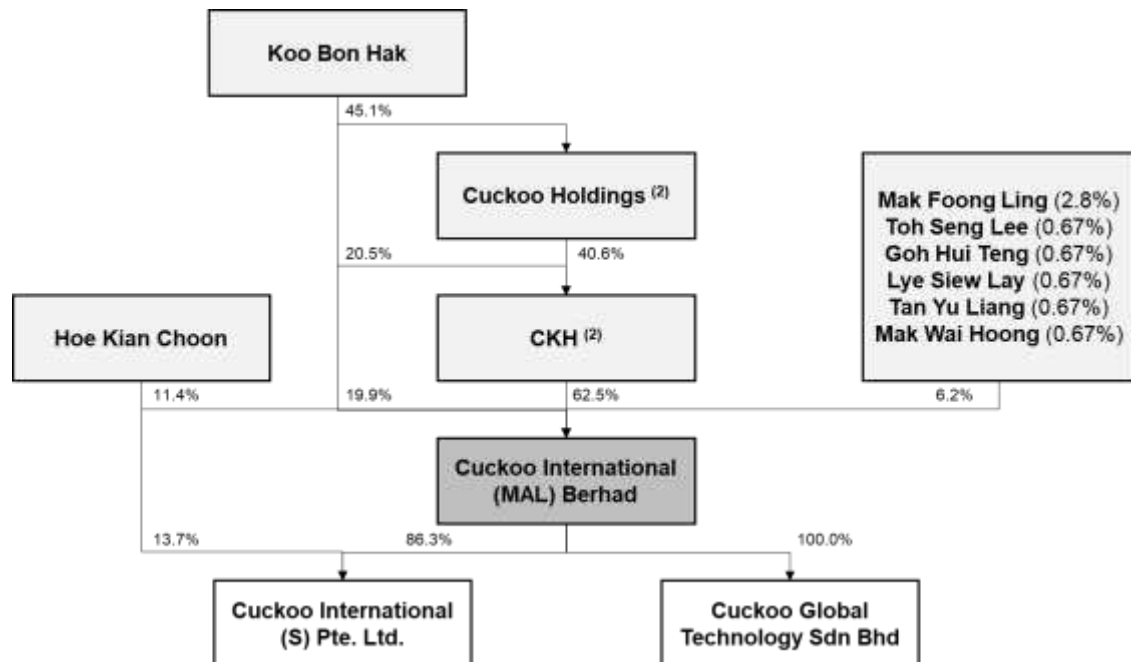 Koo Bon Hak
45.1%
Cuckoo Holdings (2)
Mak Foong Ling (2.8%)
Toh Seng Lee (0.67%)
Goh Hui Teng (0.67%)
Lye Siew Lay (0.67%)
Tan Yu Liang (0.67%)
Mak Wai Hoong (0.67%)
20.5%
40.6%
Hoe Kian Choon
CKH (2)
11.4%
19.9%
62.5%
6.2%
Cuckoo International
(MAL) Berhad
13.7%
86.3%
100.0%
Cuckoo International
(S) Pte. Ltd.
Cuckoo Global
Technology Sdn Bhd